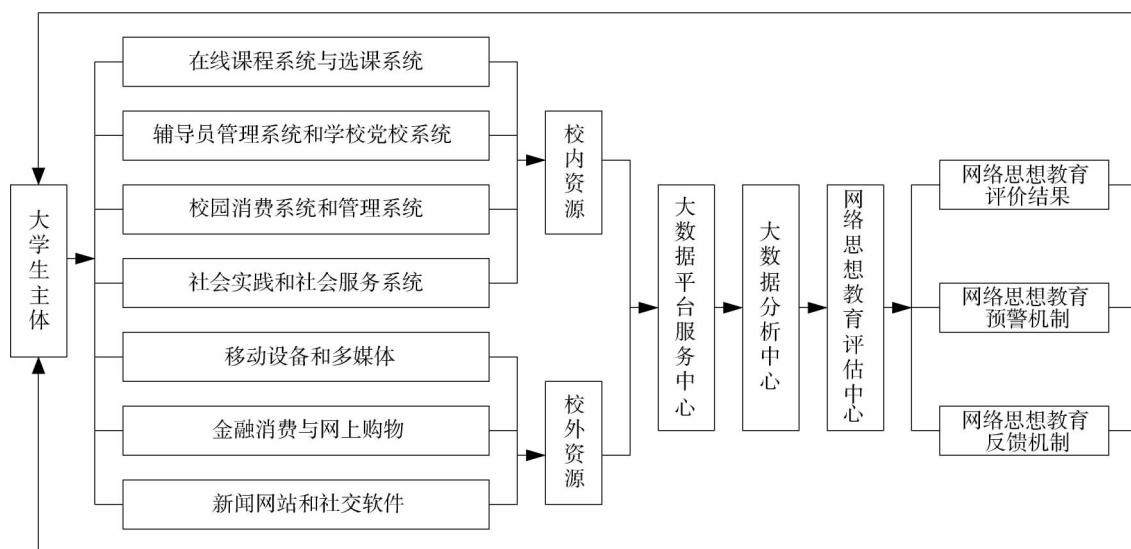 大学生主体
在线课程系统与选课系统
辅导员管理系统和学校党校系统
校园消费系统和管理系统
社会实践和社会服务系统
移动设备和多媒体
金融消费与网上购物
新闻网站和社交软件
校内资源
校外资源
大数据平台服务中心
大数据分析中心
网络思想教育评估中心
网络思想教育
评价结果
网络思想教育
预警机制
网络思想教育
反馈机制